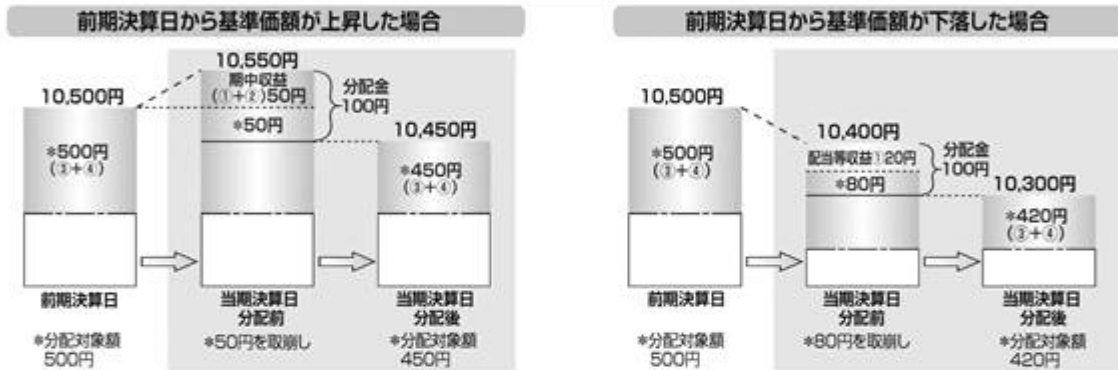 前期決算日から基準価額が上昇した場合
10,550円
期中収益
(①+②)50円
分配金
100円
10,500円
*50円
10,450円
*500円
(③+④)
*450円
(③+④)
前期決算日
当期決算日
分配前
当期決算日
分配後
*分配対象額
500円
*50円を取崩し
*分配対象額
450円
前期決算日から基準価額が下落した場合
10,500円
10,400円
配当等収益①20円
分配金
100円
*500円
(③+④)
*80円
10,300円
*420円
(③+④)
前期決算日
当期決算日
分配前
当期決算日
分配後
*分配対象額
500円
*80円を取崩し
*分配対象額
420円